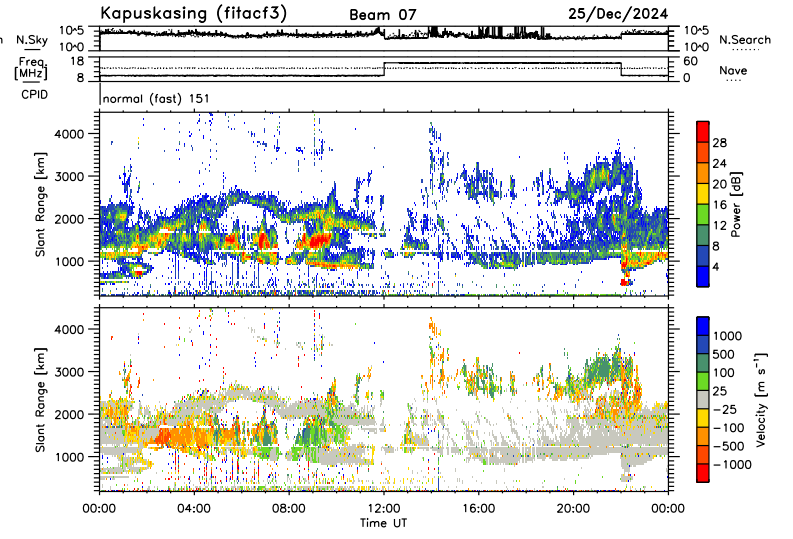 Kapuskasing (fitacf3) Beam 07 25/Dec/2024
N.Sky 10^5 10^0 10^5 10^0 N.Search
Freq. [MHz] 18 8 60 0 Nave
CPID normal (fast) 151
Slant Range [km] 4000 3000 2000 1000
28 24 20 16 12 8 4 Power [dB]
Slant Range [km] 4000 3000 2000 1000
1000 500 100 25 −25 −100 −500 −1000 Velocity [m s⁻¹]
00:00 04:00 08:00 12:00 16:00 20:00 00:00
Time UT